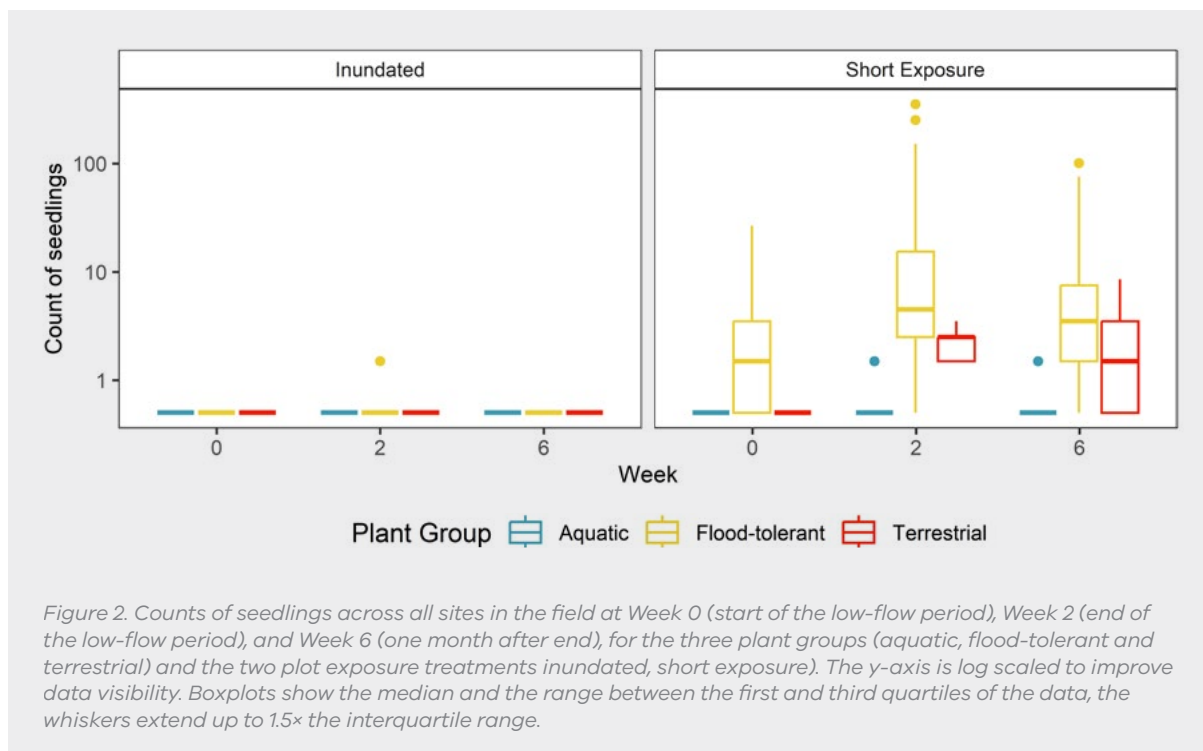 Inundated
Short Exposure
Count of seedlings
100
10
1
0
2
6
0
2
6
Week
Plant Group Aquatic Flood-tolerant Terrestrial
Figure 2. Counts of seedlings across all sites in the field at Week 0 (start of the low-flow period), Week 2 (end of
the low-flow period), and Week 6 (one month after end), for the three plant groups (aquatic, flood-tolerant and
terrestrial) and the two plot exposure treatments inundated, short exposure). The y-axis is log scaled to improve
data visibility. Boxplots show the median and the range between the first and third quartiles of the data, the
whiskers extend up to 1.5× the interquartile range.